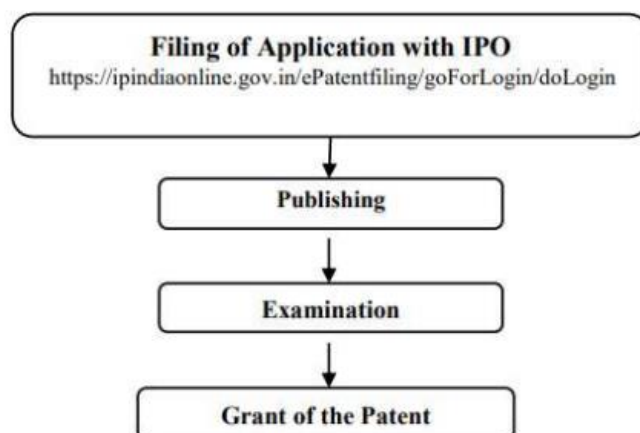 Filing of Application with IPO
https://ipindiaonline.gov.in/ePatentfiling/goForLogin/doLogin
Publishing
Examination
Grant of the Patent